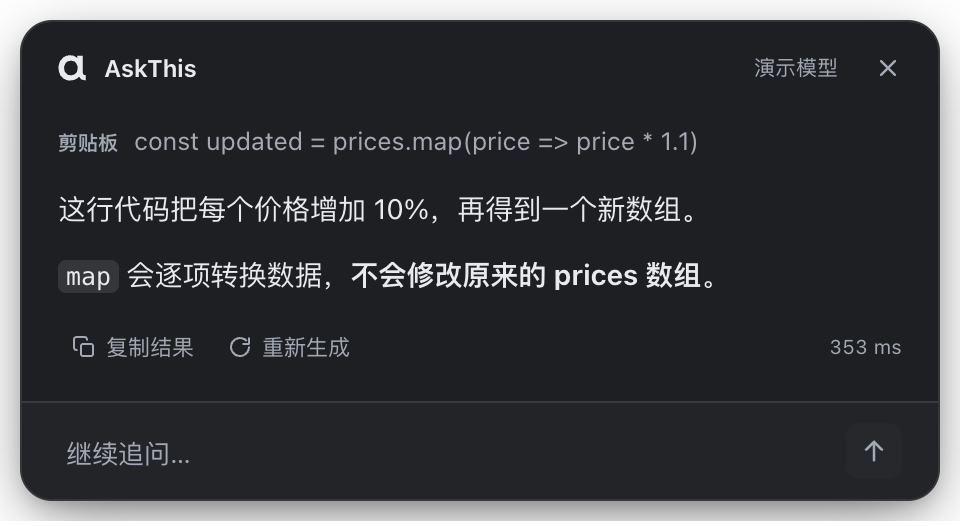 AskThis 演示模型
剪贴板 const updated = prices.map(price => price * 1.1)
这行代码把每个价格增加 10%，再得到一个新数组。
map 会逐项转换数据，不会修改原来的 prices 数组。
复制结果 重新生成 353 ms
继续追问...